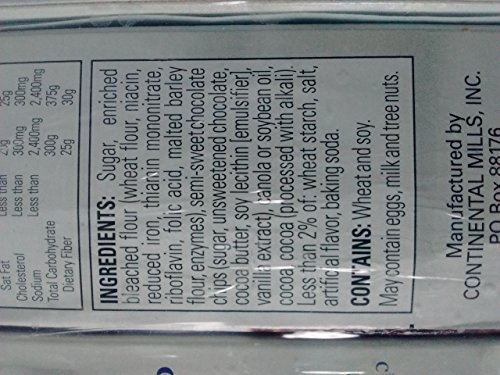 Sat Fat Less than 20g 25g
Cholesterol Less than 300mg 300mg
Sodium Less than 2,400mg 2,400mg
Total Carbohydrate 300g 375g
Dietary Fiber 25g 30g
INGREDIENTS: Sugar, enriched
bleached flour (wheat flour, niacin,
reduced iron, thiamin mononitrate,
riboflavin, folic acid, malted barley
flour, enzymes), semi-sweet chocolate
chips sugar, unsweetened chocolate,
cocoa butter, soy lecithin [emulsifier],
vanilla extract), canola or soybean oil,
cocoa, cocoa (processed with alkali).
Less than 2% of: wheat starch, salt,
artificial flavor, baking soda.
CONTAINS: Wheat and soy.
May contain eggs, milk and tree nuts.
Manufactured by
CONTINENTAL MILLS, INC.
PO Box 88176